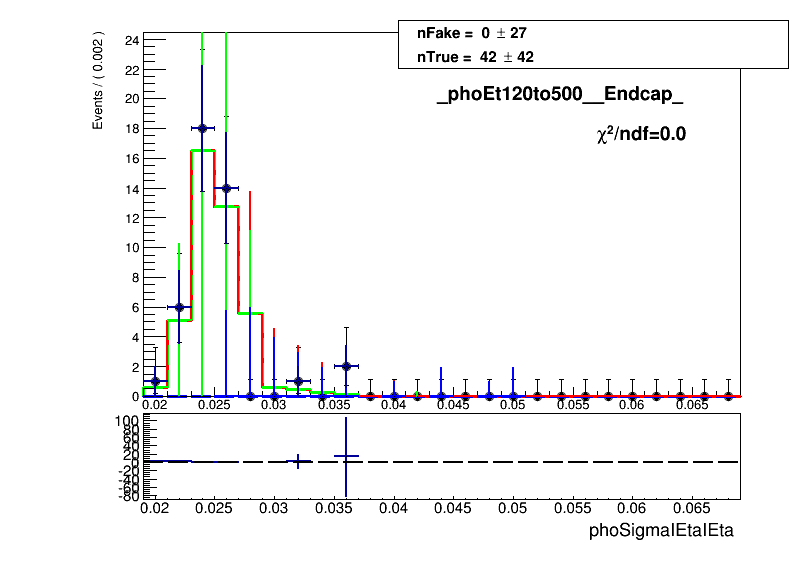 nFake = 0 ± 27
nTrue = 42 ± 42
_phoEt120to500__Endcap_
χ²/ndf=0.0
Events / ( 0.002 )
24
22
20
18
16
14
12
10
8
6
4
2
0
0.02 0.025 0.03 0.035 0.04 0.045 0.05 0.055 0.06 0.065
100
80
60
40
20
0
-20
-40
-60
-80
0.02 0.025 0.03 0.035 0.04 0.045 0.05 0.055 0.06 0.065
phoSigmaIEtaIEta